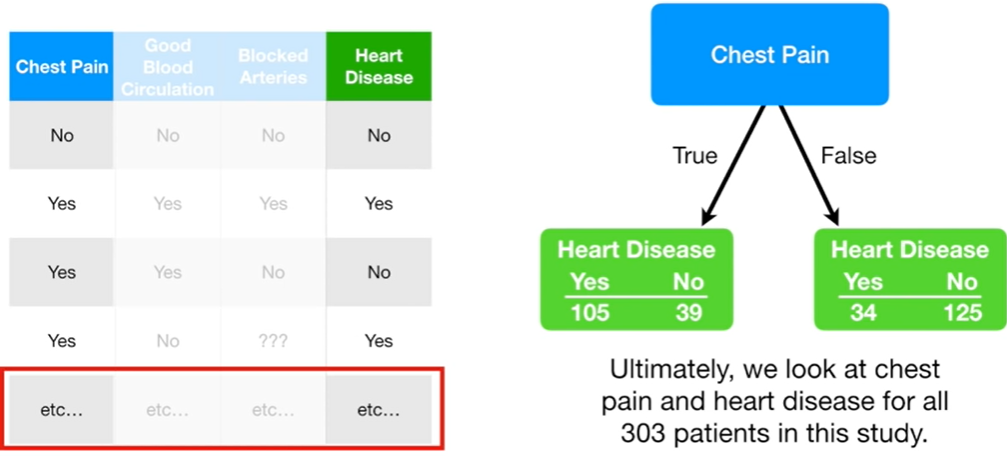 Chest Pain Good Blood Circulation Blocked Arteries Heart Disease
No No No No
Yes Yes Yes Yes
Yes Yes No No
Yes No ??? Yes
etc... etc... etc... etc...
Chest Pain
True False
Heart Disease
Yes No
105 39
Heart Disease
Yes No
34 125
Ultimately, we look at chest
pain and heart disease for all
303 patients in this study.